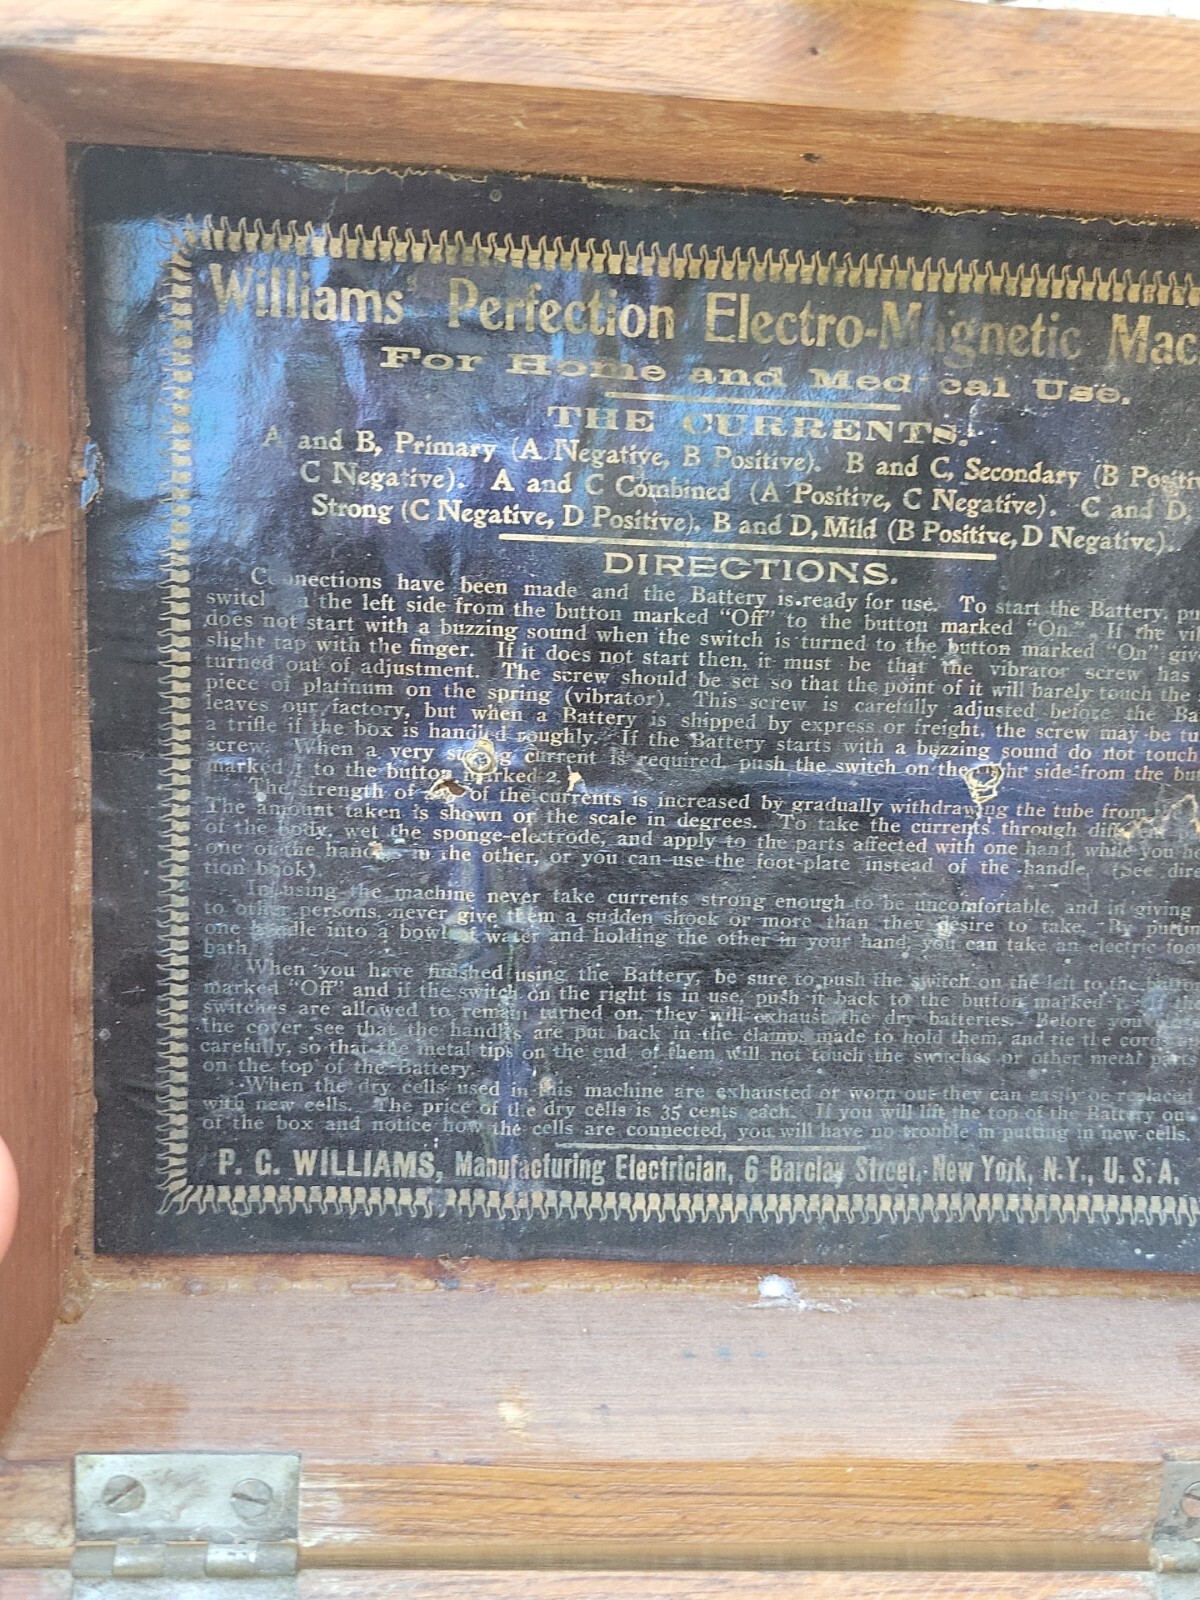 Williams' Perfection Electro-Magnetic Mac
For Home and Medical Use.
THE CURRENTS.
A and B, Primary (A Negative, B Positive). B and C, Secondary (B Positiv
C Negative). A and C Combined (A Positive, C Negative). C and D,
Strong (C Negative, D Positive). B and D, Mild (B Positive, D Negative).
DIRECTIONS.
Connections have been made and the Battery is ready for use. To start the Battery, pu
switch the left side from the button marked "Off" to the button marked "On". If the vi
does not start with a buzzing sound when the switch is turned to the button marked "On" giv
slight tap with the finger. If it does not start then, it must be that the vibrator screw has
turned out of adjustment. The screw should be set so that the point of it will barely touch the
piece of platinum on the spring (vibrator). This screw is carefully adjusted before the Ba
leaves our factory, but when a Battery is shipped by express or freight, the screw may be tu
a trifle if the box is handled roughly. If the Battery starts with a buzzing sound do not touch
screw. When a very strong current is required push the switch on the right side from the but
marked 1 to the button marked 2.
The strength of of the currents is increased by gradually withdrawing the tube from
The amount taken is shown on the scale in degrees. To take the currents through
of the body, wet the sponge-electrode, and apply to the parts affected with one hand, while you ho
one of the handles in the other, or you can use the foot-plate instead of the handle. (See dire
tion book).
In using the machine never take currents strong enough to be uncomfortable, and in giving
to other persons, never give them a sudden shock or more than they desire to take. By puttin
one handle into a bowl of water and holding the other in your hand, you can take an electric foo
bath.
When you have finished using the Battery, be sure to push the switch on the left to the button
marked "Off" and if the switch on the right is in use, push it back to the button marked 1. If th
switches are allowed to remain turned on, they will exhaust the dry batteries. Before you
the cover see that the handles are put back in the clamps made to hold them, and tie the cords
carefully, so that the metal tips on the end of them will not touch the switches or other metal parts
on the top of the Battery.
When the dry cells used in this machine are exhausted or worn out they can easily be replaced
with new cells. The price of the dry cells is 35 cents each. If you will lift the top of the Battery ou
of the box and notice how the cells are connected, you will have no trouble in putting in new cells.
P. G. WILLIAMS, Manufacturing Electrician, 6 Barclay Street, New York, N.Y., U.S.A.